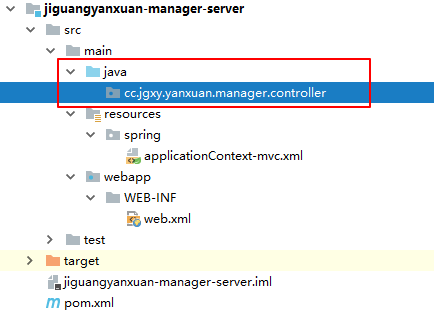 jiguangyanxuan-manager-server
src
main
java
cc.jgxy.yanxuan.manager.controller
resources
spring
applicationContext-mvc.xml
webapp
WEB-INF
web.xml
test
target
jiguangyanxuan-manager-server.iml
pom.xml